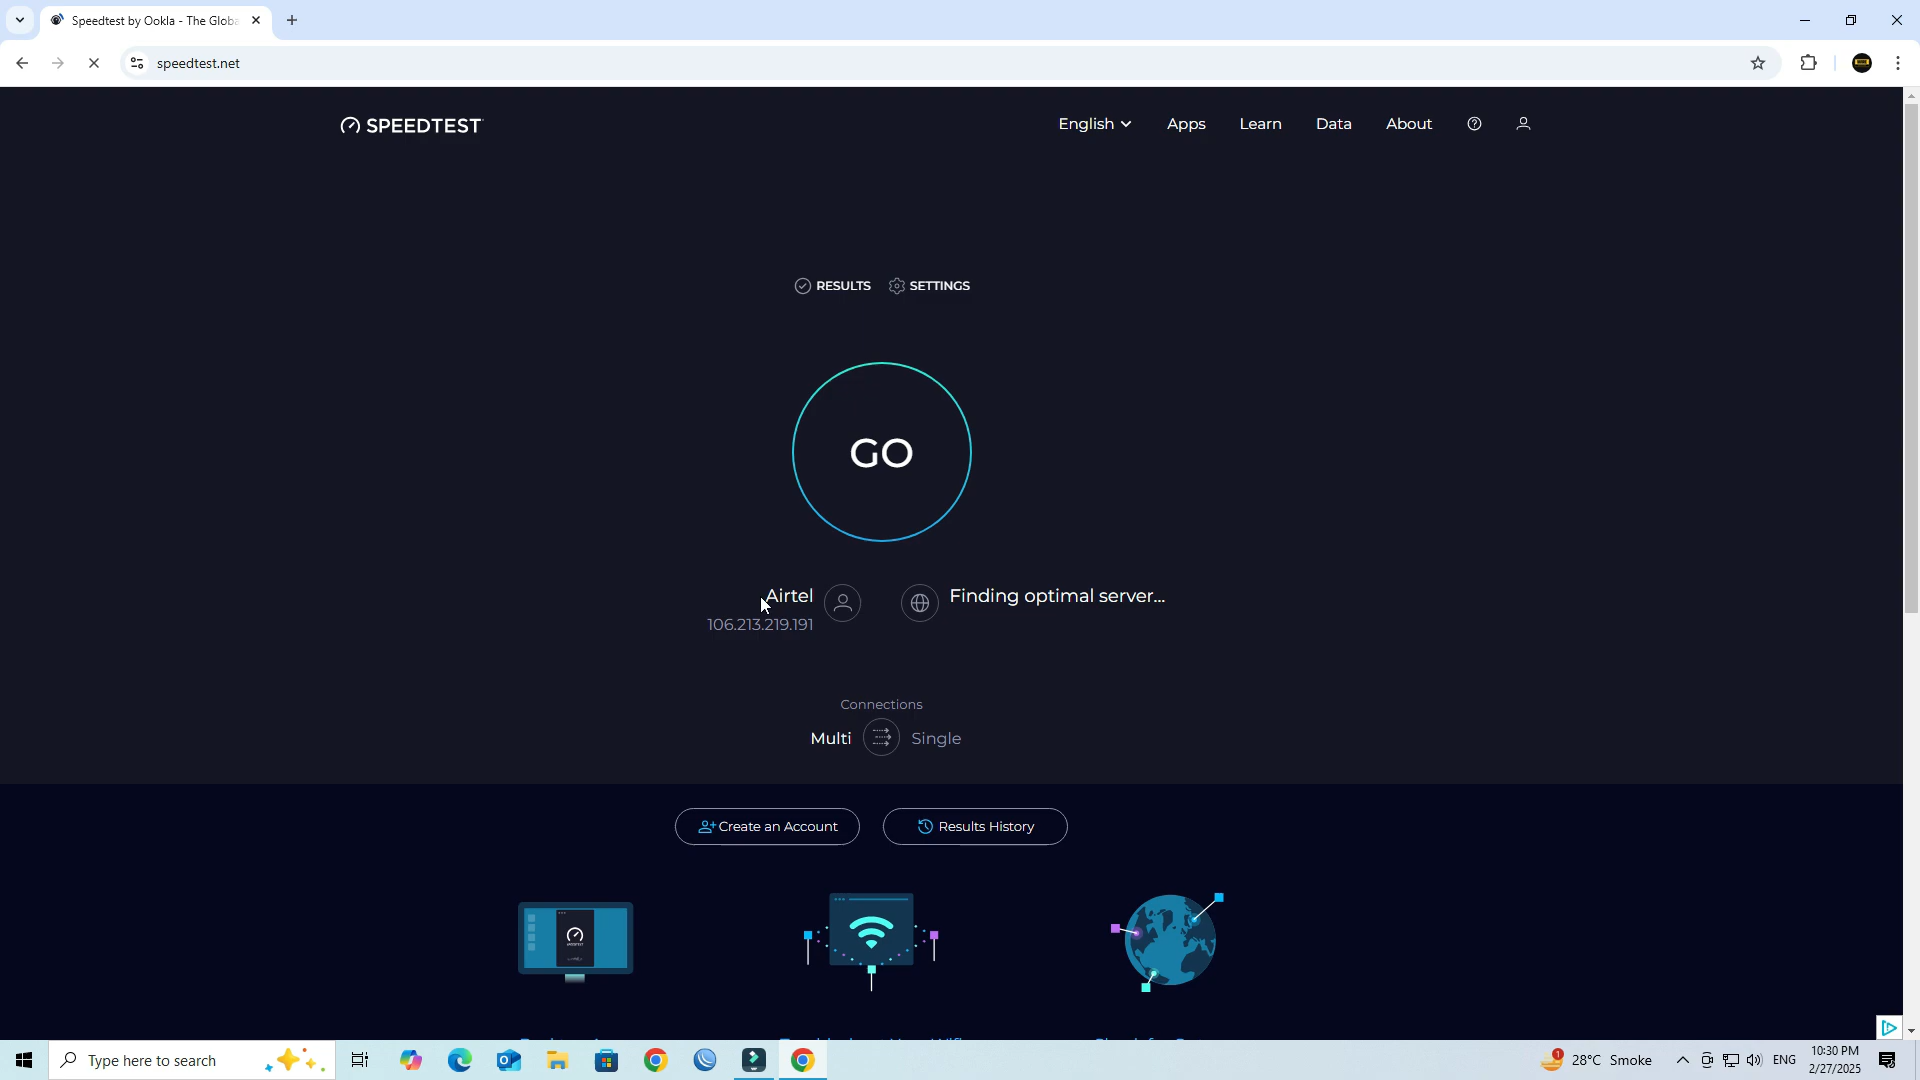 Speedtest by Ookla - The Globa
speedtest.net
SPEEDTEST
English
Apps
Learn
Data
About
RESULTS
SETTINGS
GO
Airtel
106.213.219.191
Finding optimal server...
Connections
Multi
Single
Create an Account
Results History
Type here to search
1
28°C Smoke
ENG
10:30 PM
2/27/2025